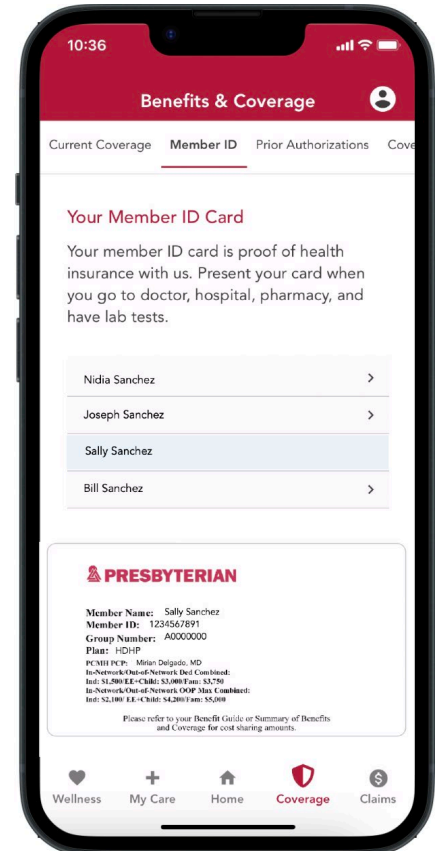 10:36
Benefits & Coverage
Current Coverage Member ID Prior Authorizations Cove
Your Member ID Card
Your member ID card is proof of health
insurance with us. Present your card when
you go to doctor, hospital, pharmacy, and
have lab tests.
Nidia Sanchez
Joseph Sanchez
Sally Sanchez
Bill Sanchez
PRESBYTERIAN
Member Name: Sally Sanchez
Member ID: 1234567891
Group Number: A0000000
Plan: HDHP
PCMH PCP: Mirian Delgado, MD
In-Network/Out-of-Network Ded Combined:
Ind: $1,500/EE+Child: $3,000/Fam: $3,750
In-Network/Out-of-Network OOP Max Combined:
Ind: $2,100/ EE+Child: $4,200/Fam: $5,000
Please refer to your Benefit Guide or Summary of Benefits
and Coverage for cost sharing amounts.
Wellness My Care Home Coverage Claims